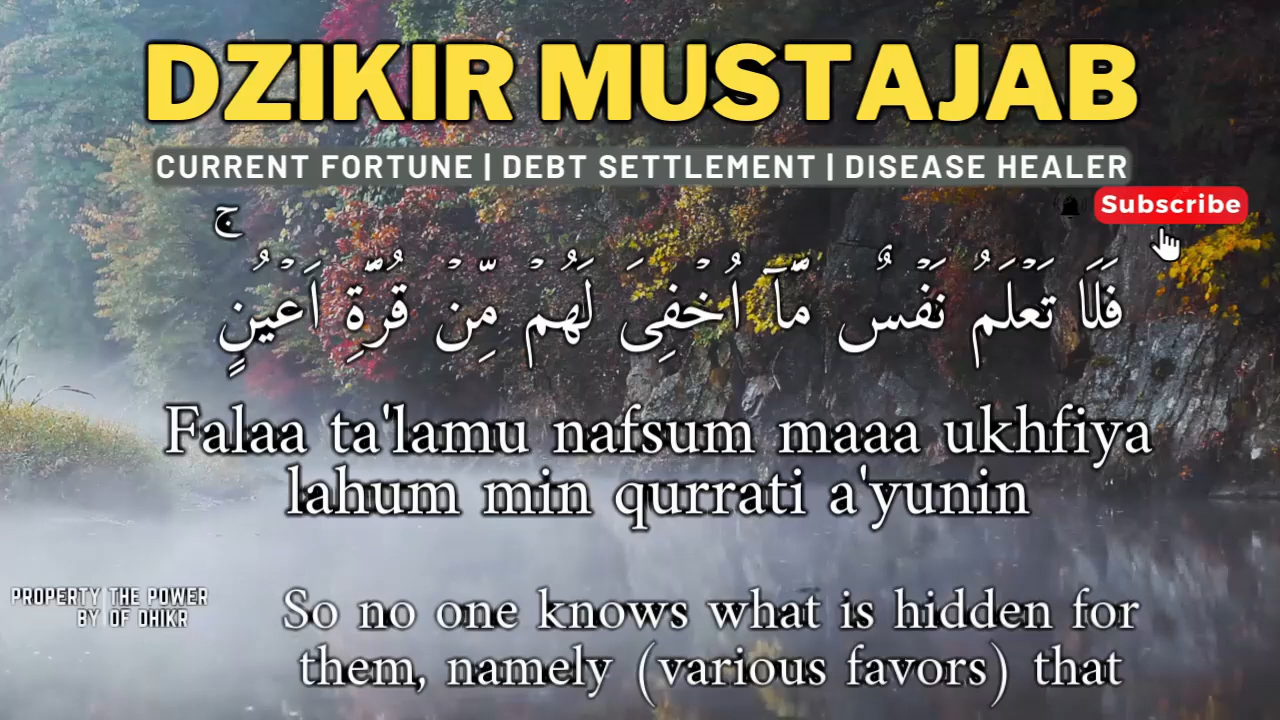 DZIKIR MUSTAJAB
CURRENT FORTUNE | DEBT SETTLEMENT | DISEASE HEALER
Subscribe
فَلَا تَعْلَمُ نَفْسٌ مَّآ اُخْفِيَ لَهُمْ مِّنْ قُرَّةِ اَعْيُنٍۚ
Falaa ta'lamu nafsum maaa ukhfiya
lahum min qurrati a'yunin
PROPERTY THE POWER
BY OF DHIKR
So no one knows what is hidden for
them, namely (various favors) that